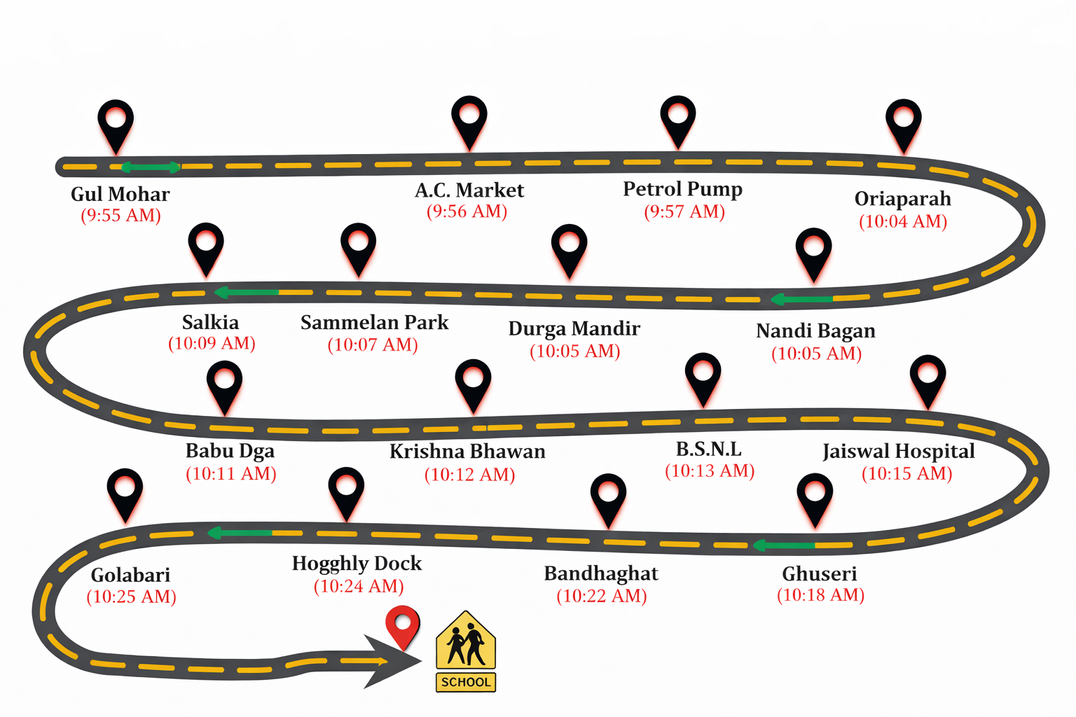 Gul Mohar
(9:55 AM)
A.C. Market
(9:56 AM)
Petrol Pump
(9:57 AM)
Oriaparah
(10:04 AM)
Salkia
(10:09 AM)
Sammelan Park
(10:07 AM)
Durga Mandir
(10:05 AM)
Nandi Bagan
(10:05 AM)
Babu Dga
(10:11 AM)
Krishna Bhawan
(10:12 AM)
B.S.N.L
(10:13 AM)
Jaiswal Hospital
(10:15 AM)
Golabari
(10:25 AM)
Hogghly Dock
(10:24 AM)
Bandhaghat
(10:22 AM)
Ghuseri
(10:18 AM)
SCHOOL